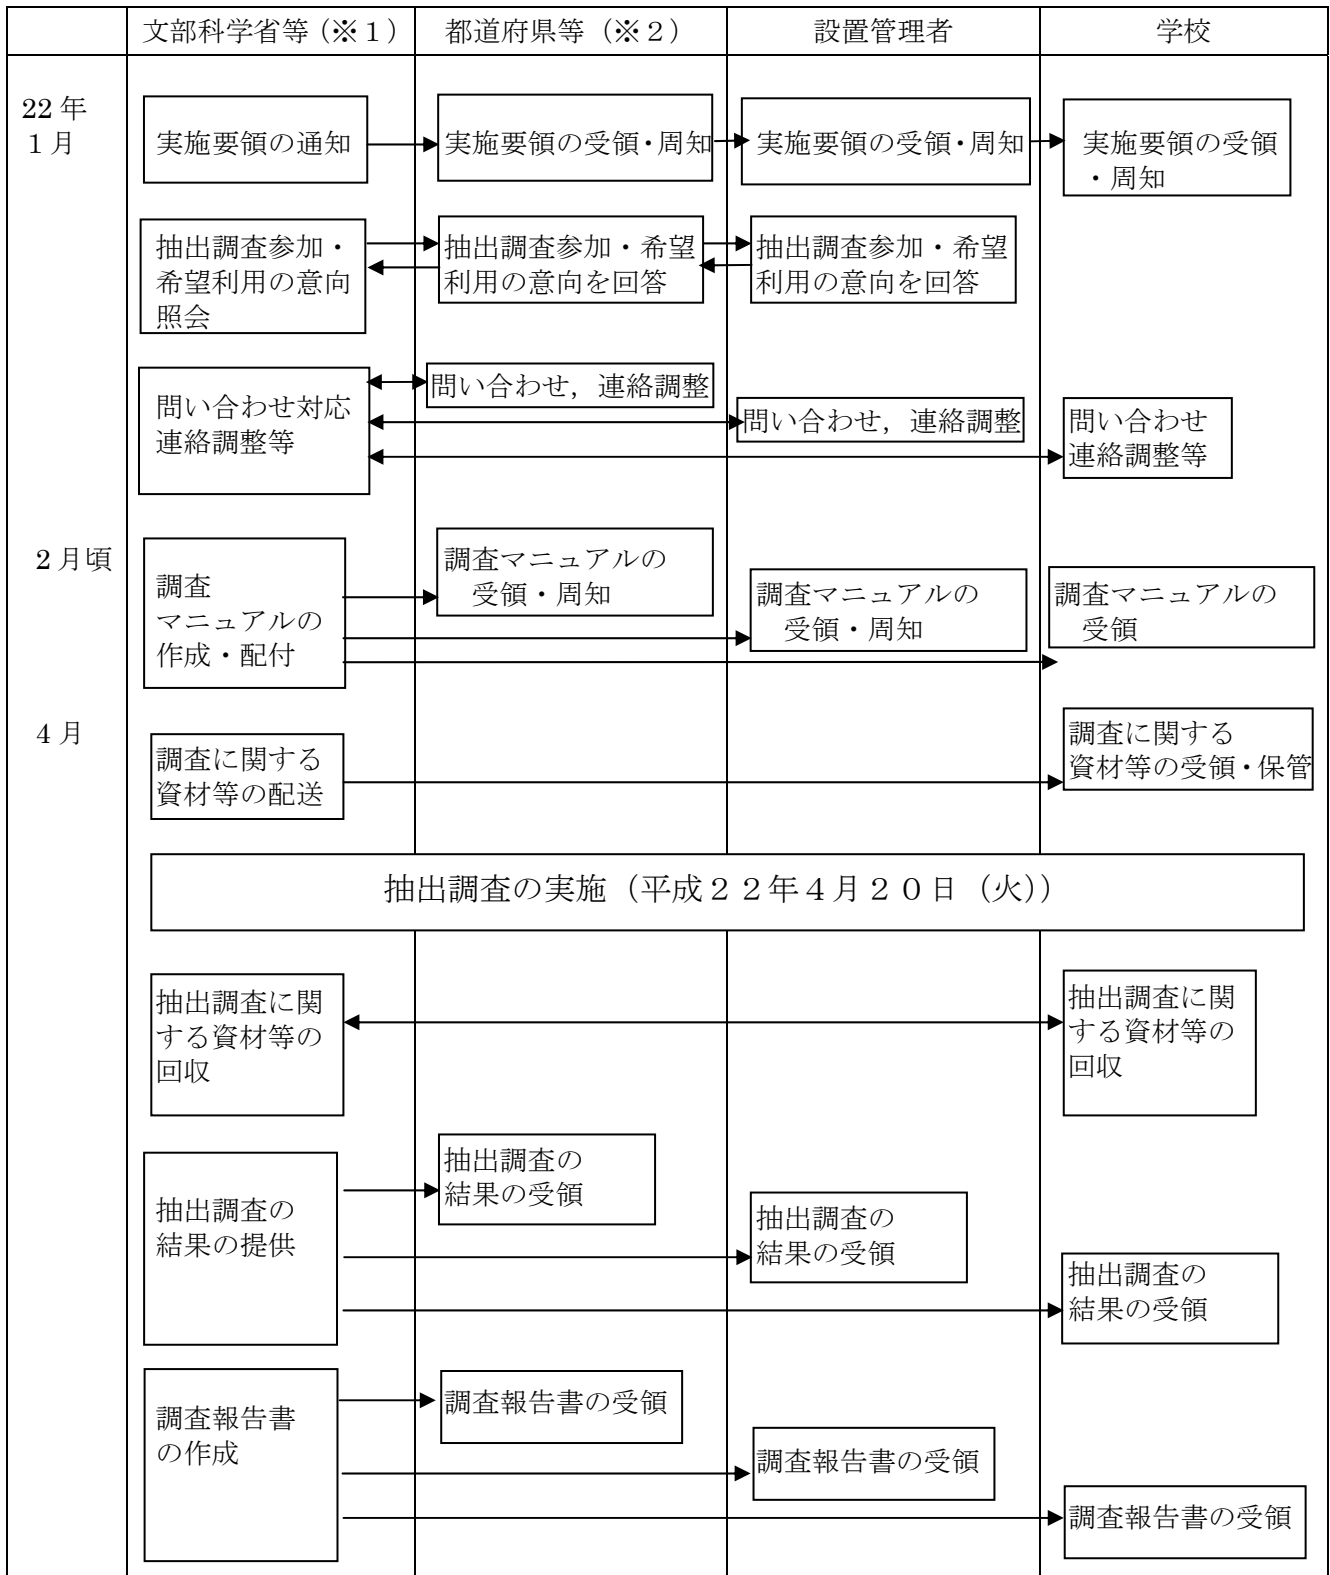 文部科学省等（※１）
都道府県等（※２）
設置管理者
学校
22 年
１月
実施要領の通知
実施要領の受領・周知
実施要領の受領・周知
実施要領の受領
・周知
抽出調査参加・
希望利用の意向
照会
抽出調査参加・希望
利用の意向を回答
抽出調査参加・希望
利用の意向を回答
問い合わせ対応
連絡調整等
問い合わせ，連絡調整
問い合わせ，連絡調整
問い合わせ
連絡調整等
2 月頃
調査
マニュアルの
作成・配付
調査マニュアルの
受領・周知
調査マニュアルの
受領・周知
調査マニュアルの
受領
4 月
調査に関する
資材等の配送
調査に関する
資材等の受領・保管
抽出調査の実施（平成２２年４月２０日（火））
抽出調査に関
する資材等の
回収
抽出調査に関
する資材等の
回収
抽出調査の
結果の提供
抽出調査の
結果の受領
抽出調査の
結果の受領
抽出調査の
結果の受領
調査報告書
の作成
調査報告書の受領
調査報告書の受領
調査報告書の受領